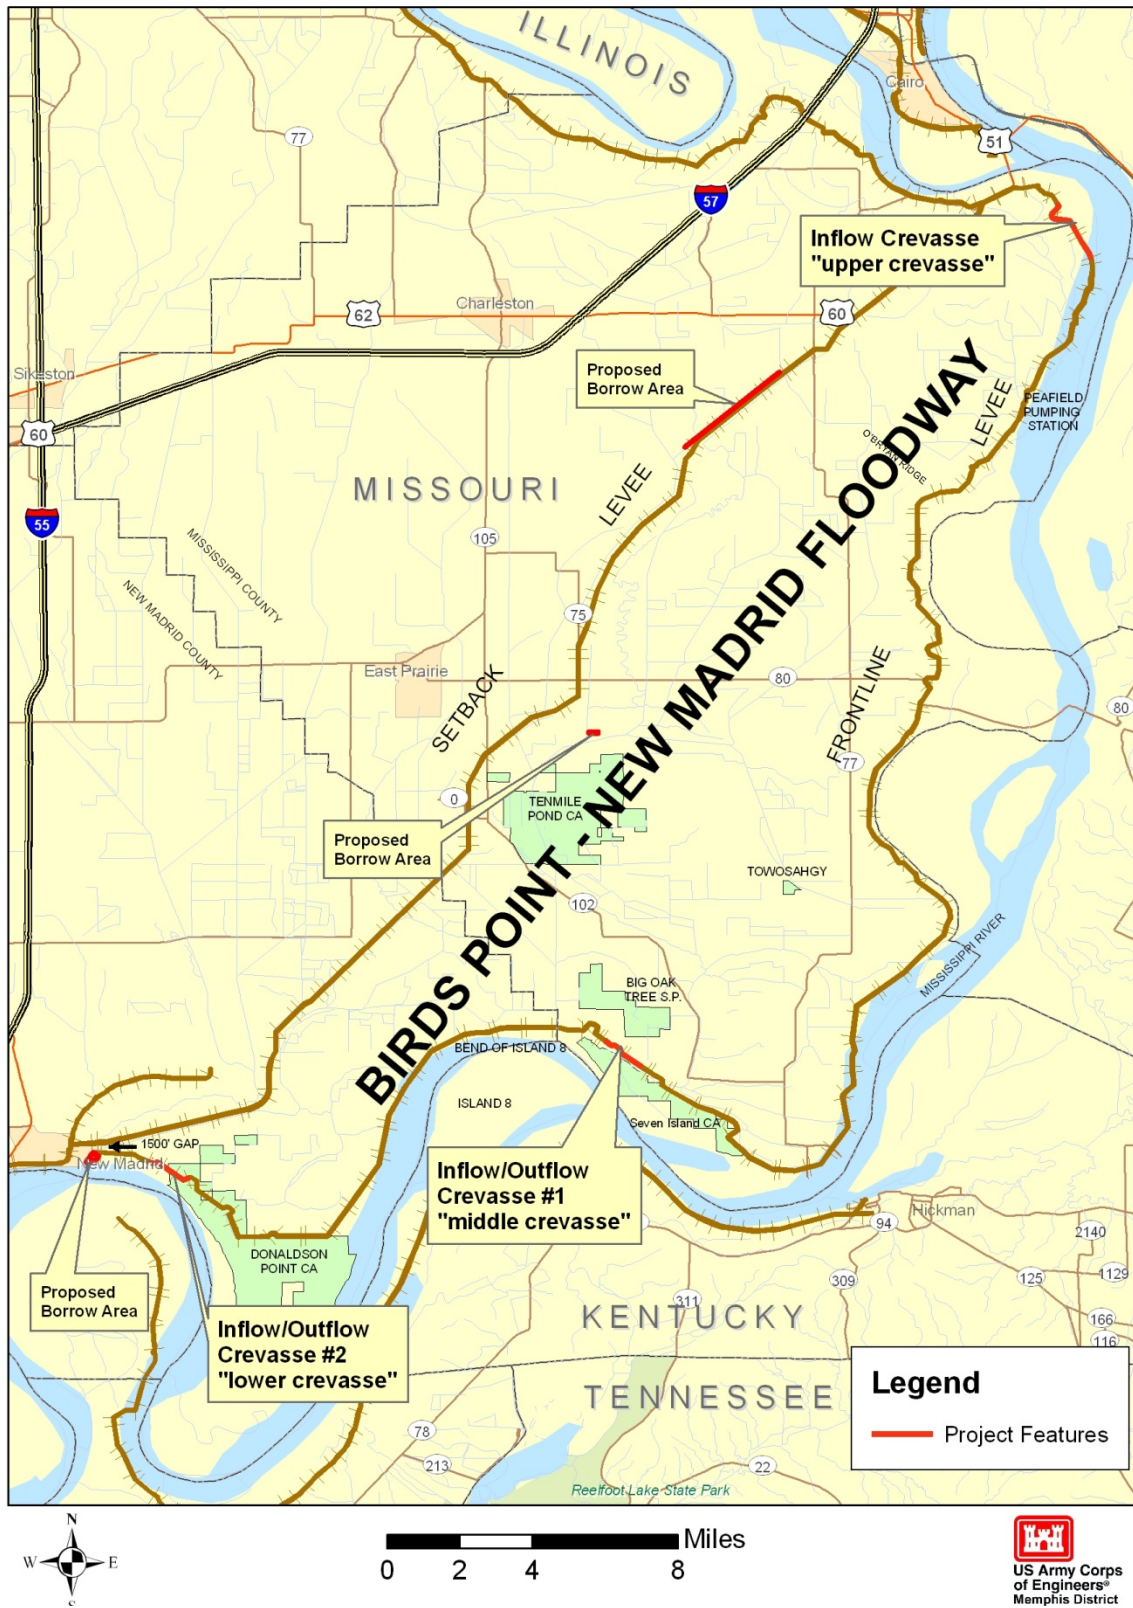 ILLINOIS
Cairo
77
51
57
Inflow Crevasse
"upper crevasse"
Charleston
62
60
Sikeston
Proposed
Borrow Area
60
PEAFIELD
PUMPING
STATION
LEVEE
O'BRYAN RIDGE
MISSOURI
LEVEE
55
105
MISSISSIPPI COUNTY
NEW MADRID COUNTY
75
BIRDS POINT - NEW MADRID FLOODWAY
East Prairie
80
FRONTLINE
80
SETBACK
77
0
TENMILE
POND CA
Proposed
Borrow Area
TOWOSAHGY
102
MISSISSIPPI RIVER
BIG OAK
TREE S.P.
BEND OF ISLAND 8
ISLAND 8
Seven Island CA
1500' GAP
New Madrid
Inflow/Outflow
Crevasse #1
"middle crevasse"
Hickman
94
2140
DONALDSON
POINT CA
309
125
1129
Proposed
Borrow Area
311
KENTUCKY
166
116
Inflow/Outflow
Crevasse #2
"lower crevasse"
TENNESSEE
Legend
Project Features
78
213
22
Reelfoot Lake State Park
N
W E
S
0 2 4 8 Miles
US Army Corps
of Engineers®
Memphis District